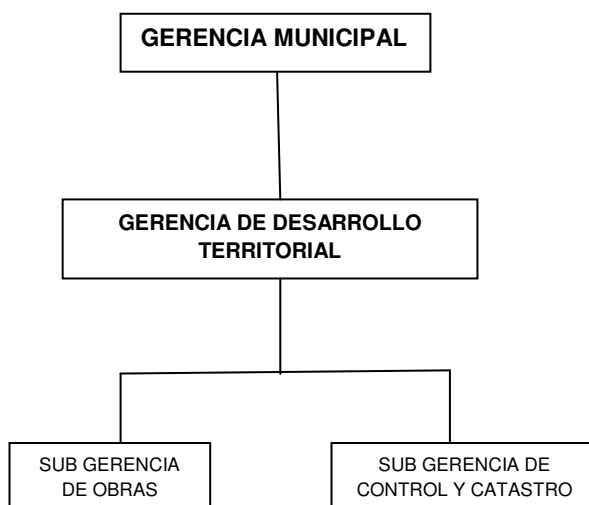 GERENCIA MUNICIPAL
GERENCIA DE DESARROLLO
TERRITORIAL
SUB GERENCIA
DE OBRAS
SUB GERENCIA DE
CONTROL Y CATASTRO